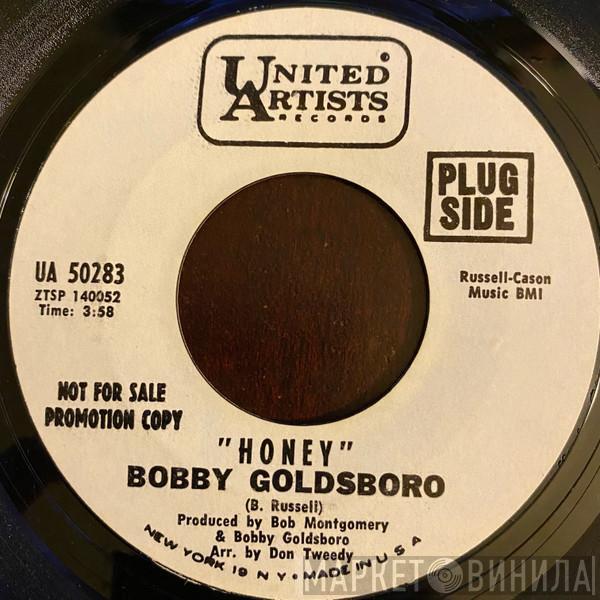 UNITED
ARTISTS
RECORDS
PLUG
SIDE
UA 50283
ZTSP 140052
Time: 3:58
Russell-Cason
Music BMI
NOT FOR SALE
PROMOTION COPY
"HONEY"
BOBBY GOLDSBORO
(B. Russell)
Produced by Bob Montgomery
& Bobby Goldsboro
Arr. by Don Tweedy
NEW YORK 19 N Y • MADE IN U S A
МАРКЕТ ВИНИЛА